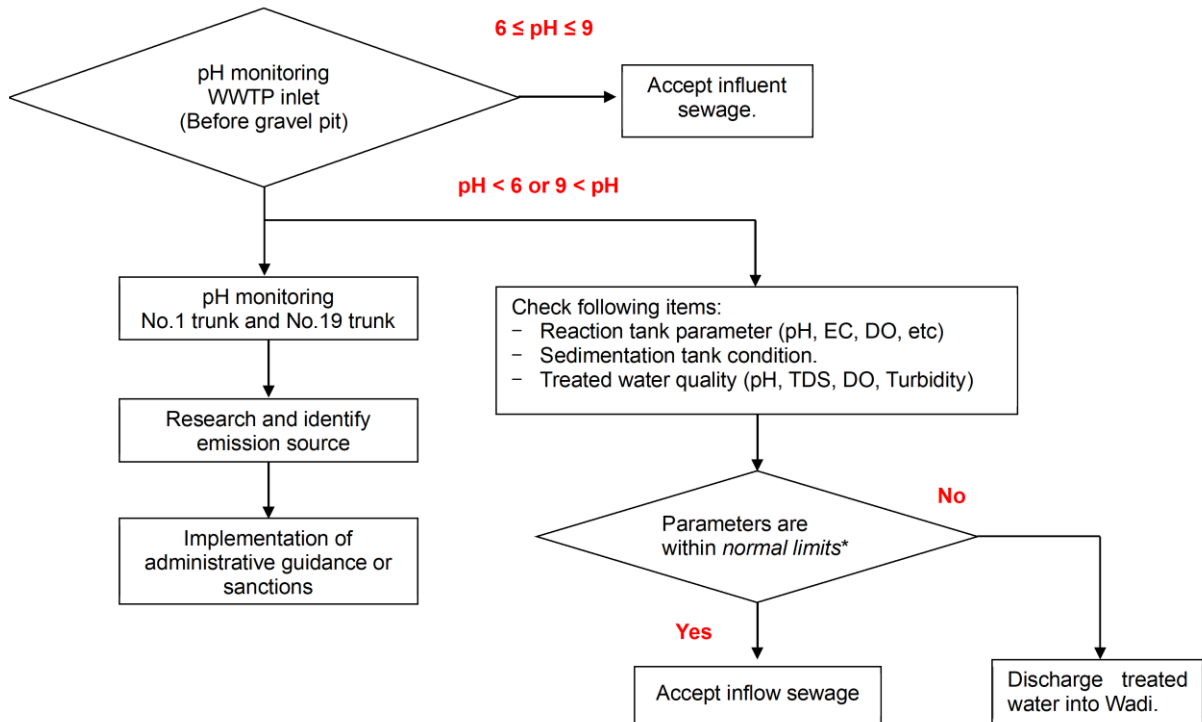 6 ≤ pH ≤ 9
pH monitoring
WWTP inlet
(Before gravel pit)
Accept influent
sewage.
pH < 6 or 9 < pH
pH monitoring
No.1 trunk and No.19 trunk
Research and identify
emission source
Implementation of
administrative guidance or
sanctions
Check following items:
− Reaction tank parameter (pH, EC, DO, etc)
− Sedimentation tank condition.
− Treated water quality (pH, TDS, DO, Turbidity)
Parameters are
within normal limits*
No
Yes
Accept inflow sewage
Discharge treated
water into Wadi.